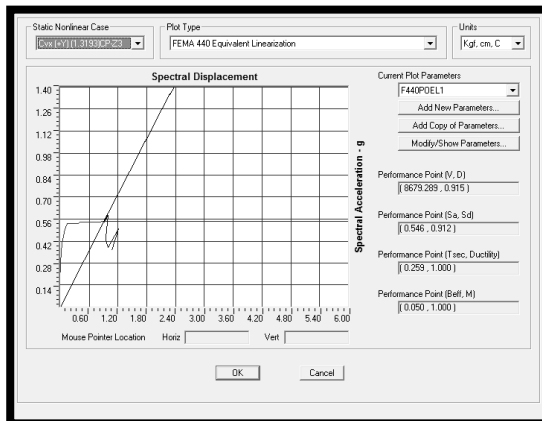 Static Nonlinear Case
Plot Type
Units
FEMA 440 Equivalent Linearization
Kgf, cm, C
Spectral Displacement
Current Plot Parameters
F440POEL1
Add New Parameters...
Add Copy of Parameters...
Modify/Show Parameters...
Performance Point (V, D)
( 8679.289 , 0.915 )
Performance Point (Sa, Sd)
( 0.546 , 0.912 )
Performance Point (Tsec, Ductility)
( 0.259 , 1.000 )
Performance Point (Beff, M)
( 0.050 , 1.000 )
1.40
1.26
1.12
0.98
0.84
0.70
0.56
0.42
0.28
0.14
Spectral Acceleration - g
0.60 1.20 1.80 2.40 3.00 3.60 4.20 4.80 5.40 6.00
Mouse Pointer Location Horiz Vert
OK Cancel